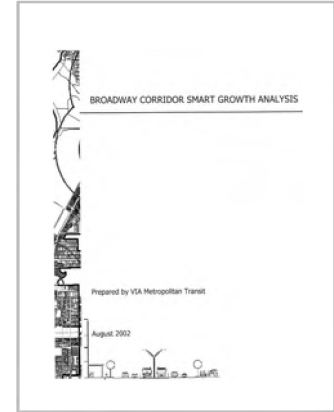 BROADWAY CORRIDOR SMART GROWTH ANALYSIS
Prepared by VIA Metropolitan Transit
August 2002